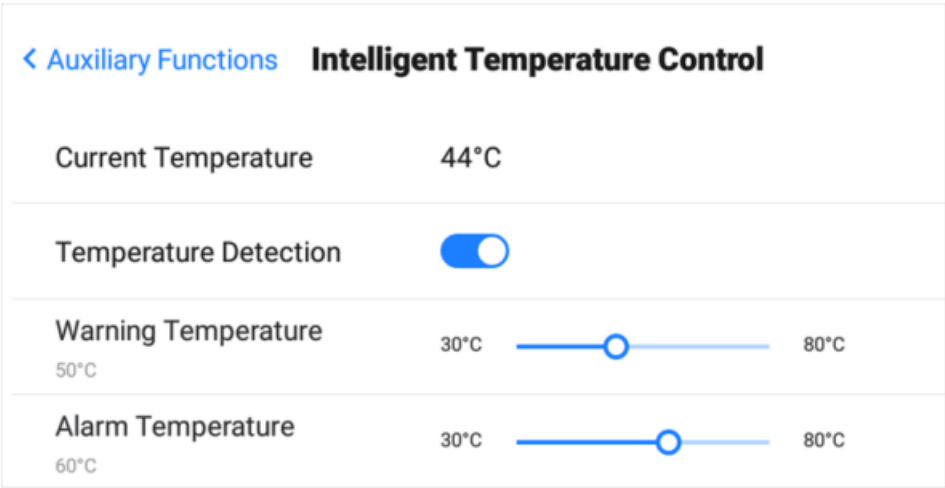 Auxiliary Functions Intelligent Temperature Control
Current Temperature 44°C
Temperature Detection
Warning Temperature
50°C
30°C 80°C
Alarm Temperature
60°C
30°C 80°C